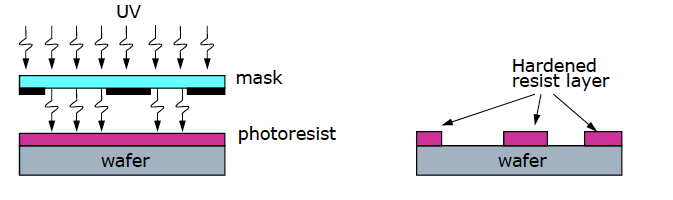 UV
mask
photoresist
wafer
Hardened
resist layer
wafer